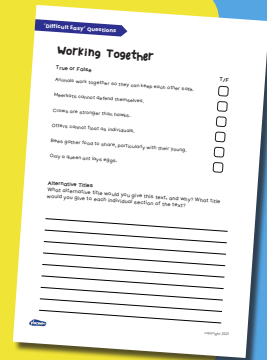 'Difficult Easy' Questions
Working Together
True or False
T/F
Animals work together so they can keep each other safe.
Meerkats cannot defend themselves.
Crows are stronger than hawks.
Otters cannot float as individuals.
Bees gather food to share, particularly with their young.
Only a queen ant lays eggs.
Alternative Titles
What alternative title would you give this text, and why? What title
would you give to each individual section of the text?
copyright